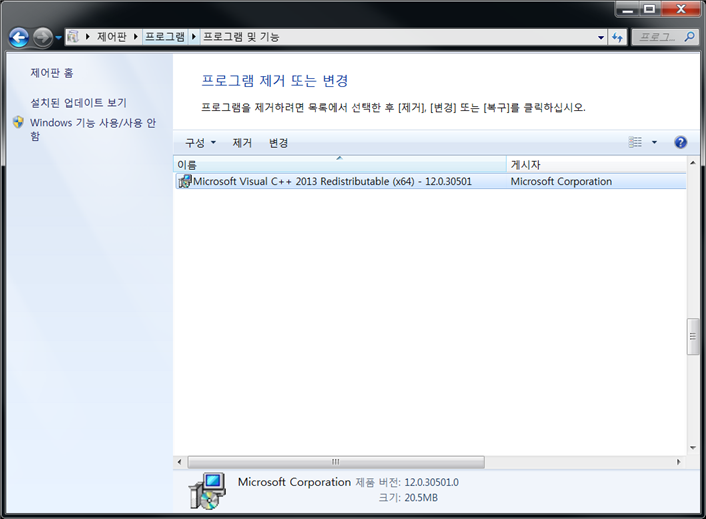 제어판 ▶ 프로그램 ▶ 프로그램 및 기능
프로그...
제어판 홈
설치된 업데이트 보기
Windows 기능 사용/사용 안
함
프로그램 제거 또는 변경
프로그램을 제거하려면 목록에서 선택한 후 [제거], [변경] 또는 [복구]를 클릭하십시오.
구성 제거 변경
이름 게시자
Microsoft Visual C++ 2013 Redistributable (x64) - 12.0.30501 Microsoft Corporation
Microsoft Corporation 제품 버전: 12.0.30501.0
크기: 20.5MB